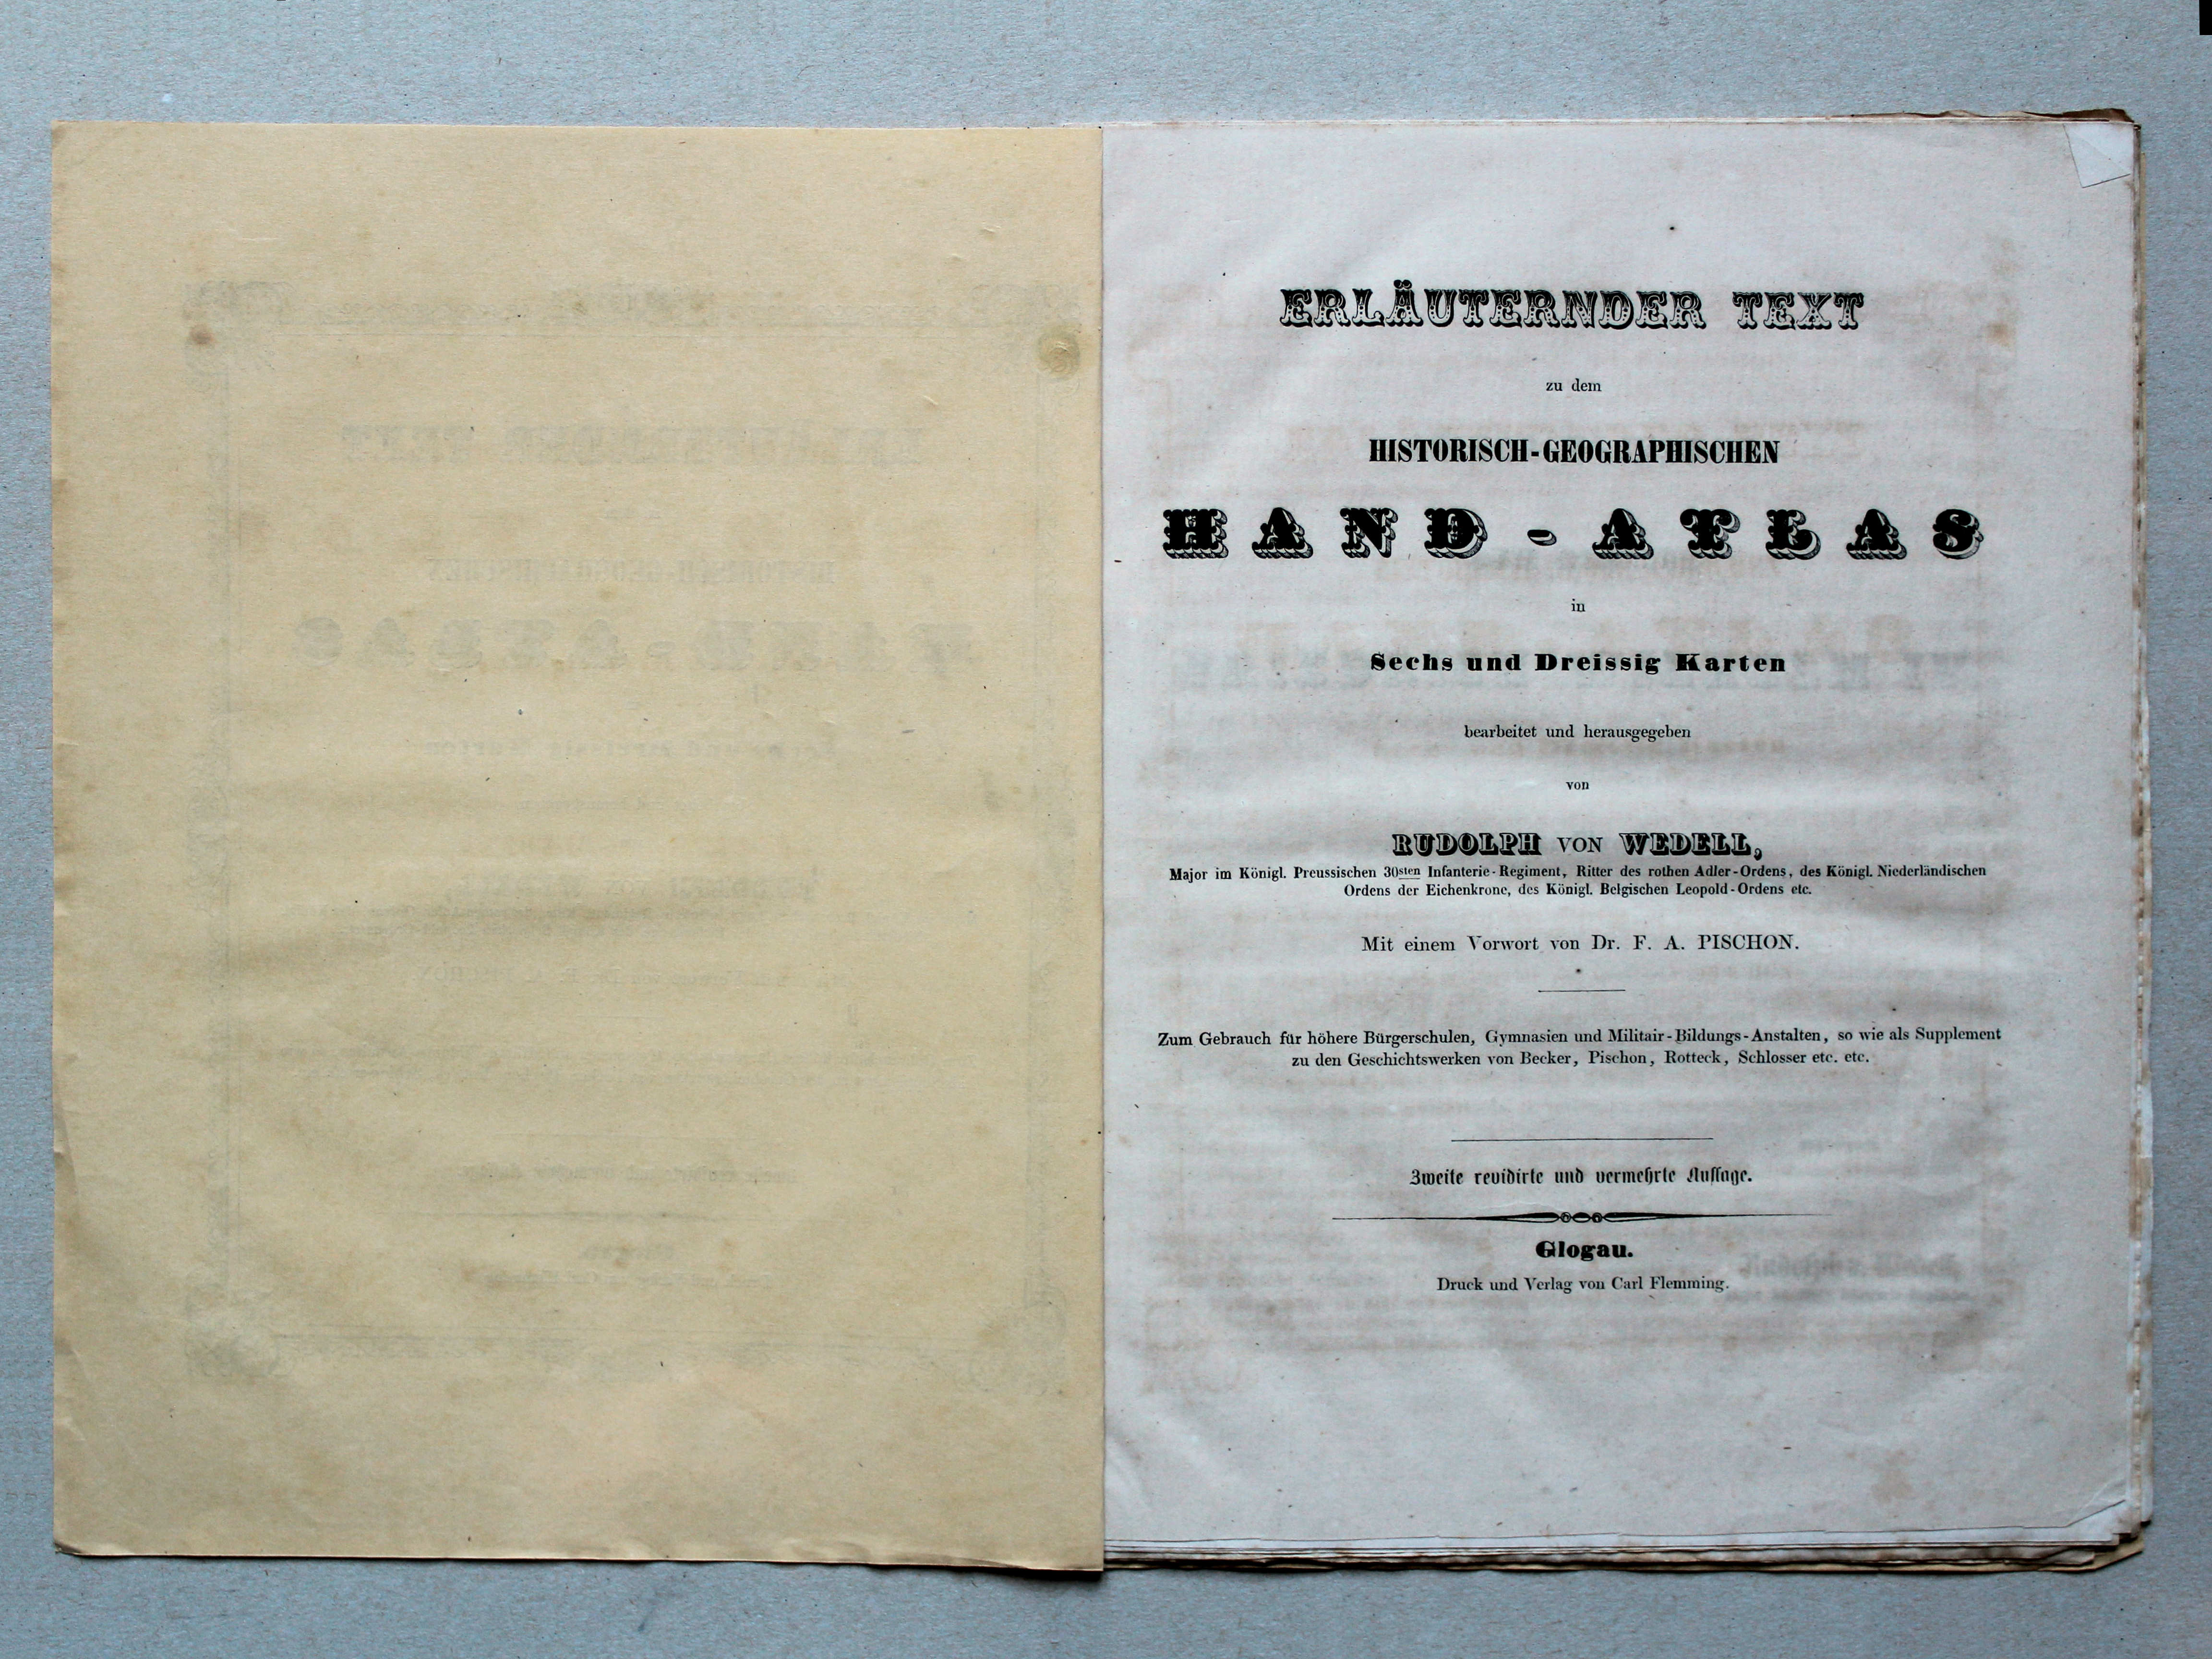 ERLÄUTERNDER TEXT
zu dem
HISTORISCH-GEOGRAPHISCHEN
HAND-ATLAS
in
Sechs und Dreissig Karten
bearbeitet und herausgegeben
von
RUDOLPH VON WEDELL,
Major im Königl. Preussischen 30sten Infanterie-Regiment, Ritter des rothen Adler-Ordens, des Königl. Niederländischen
Ordens der Eichenkrone, des Königl. Belgischen Leopold-Ordens etc.
Mit einem Vorwort von Dr. F. A. PISCHON.
Zum Gebrauch für höhere Bürgerschulen, Gymnasien und Militair-Bildungs-Anstalten, so wie als Supplement
zu den Geschichtswerken von Becker, Pischon, Rotteck, Schlosser etc. etc.
Zweite revidirte und vermehrte Auflage.
Glogau.
Druck und Verlag von Carl Flemming.